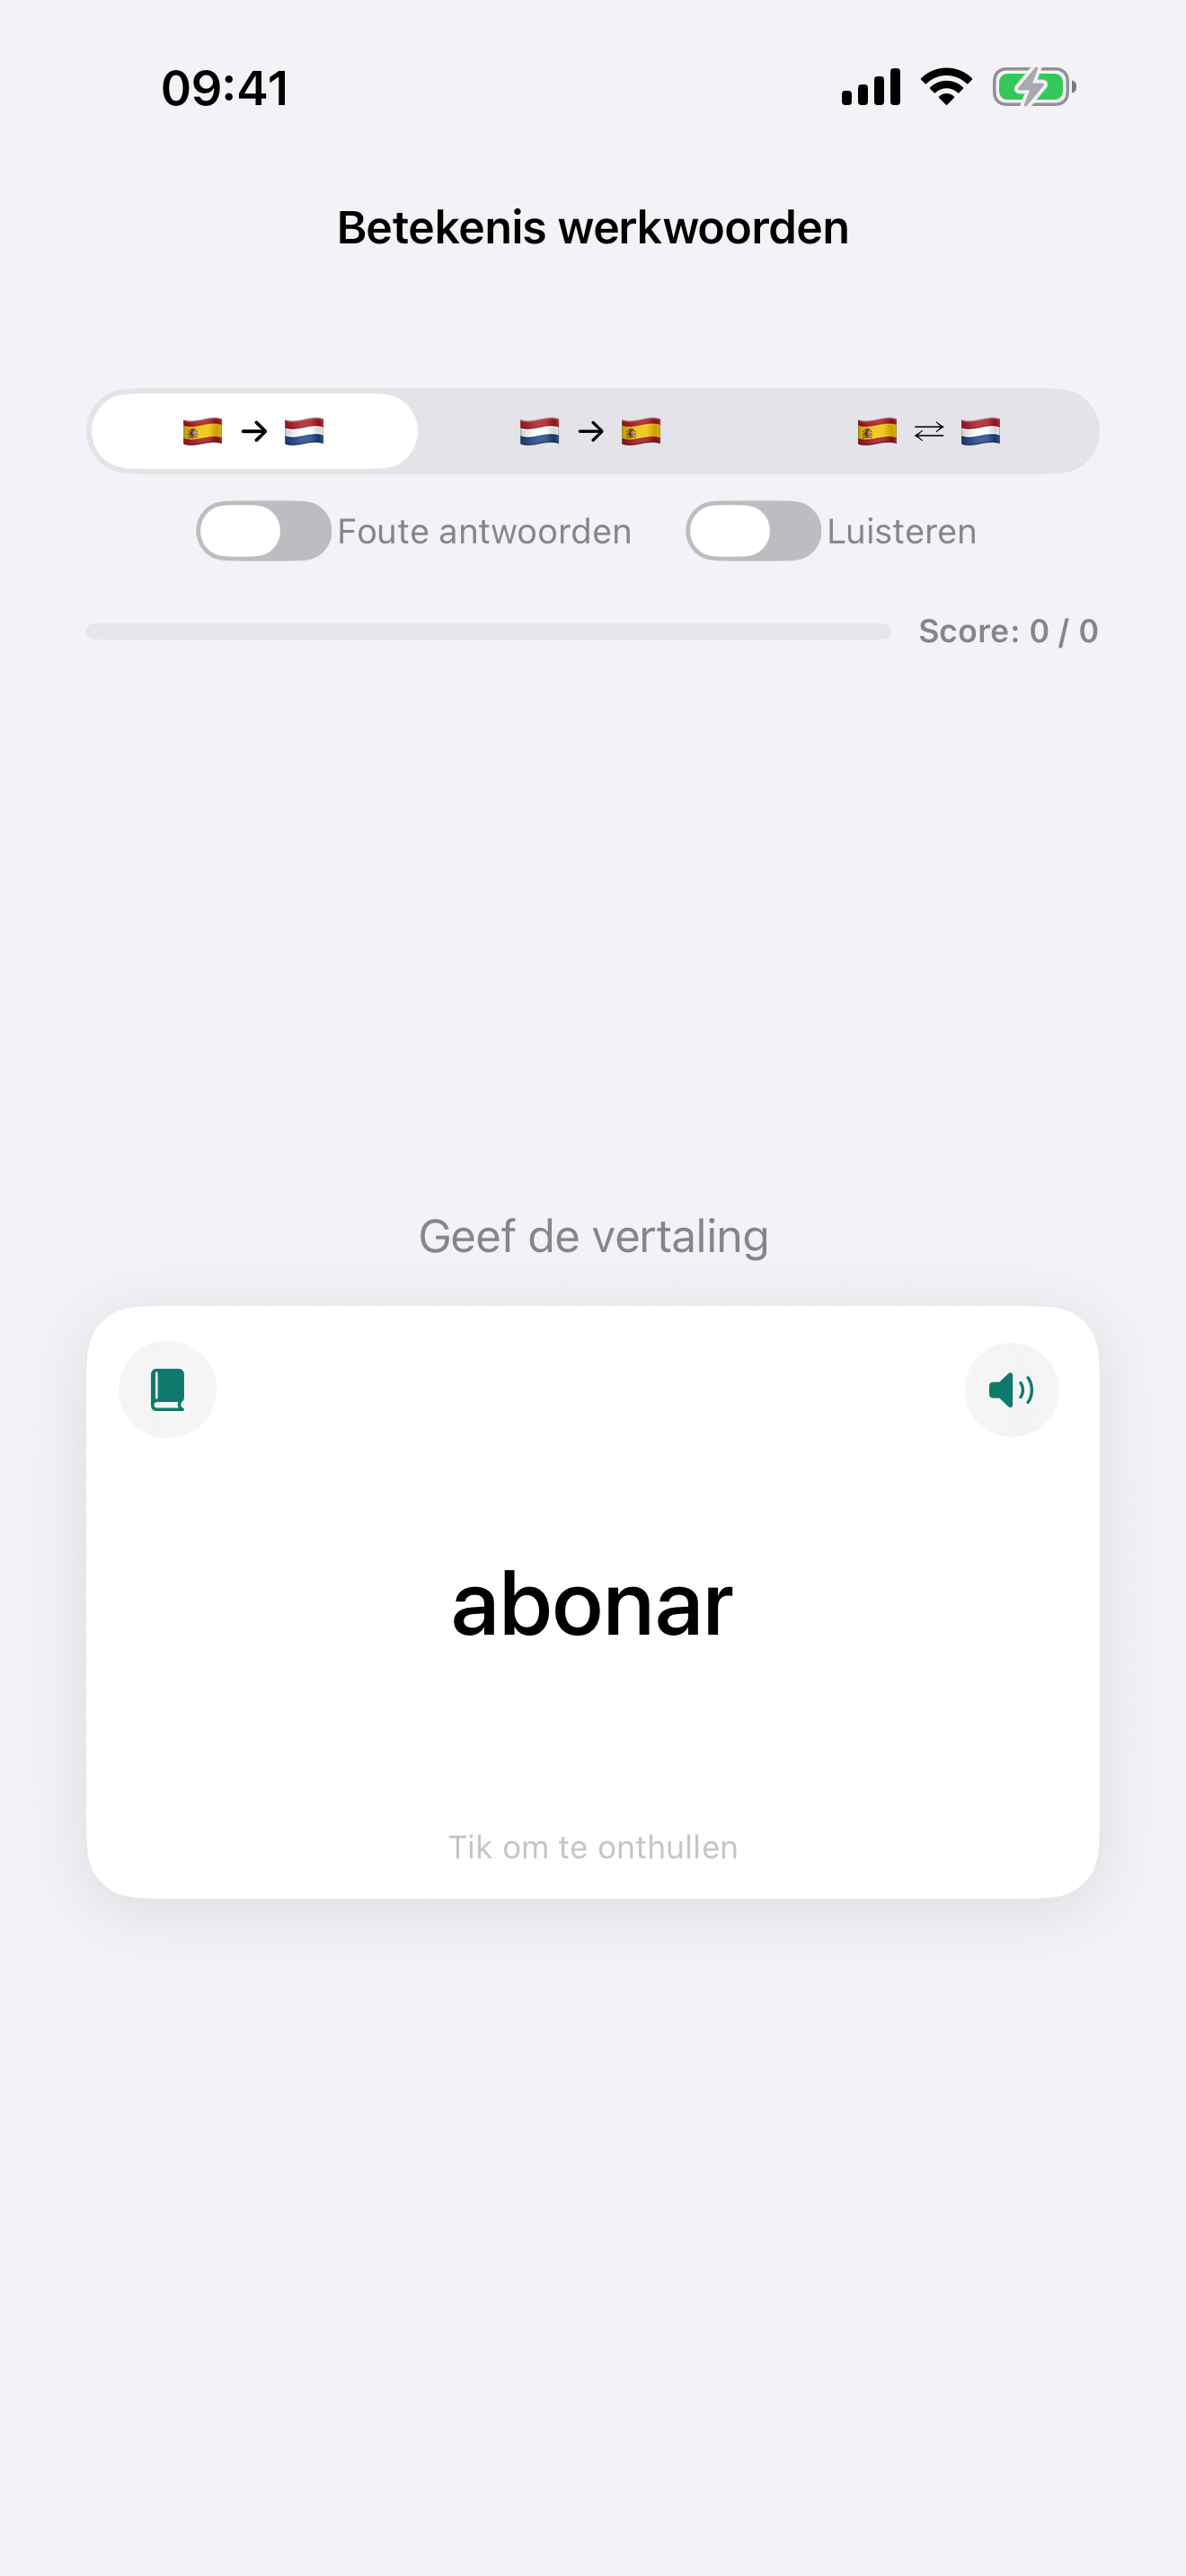 09:41
Betekenis werkwoorden
🇪🇸 → 🇳🇱 🇳🇱 → 🇪🇸 🇪🇸 ⇄ 🇳🇱
Foute antwoorden Luisteren
Score: 0 / 0
Geef de vertaling
abonar
Tik om te onthullen